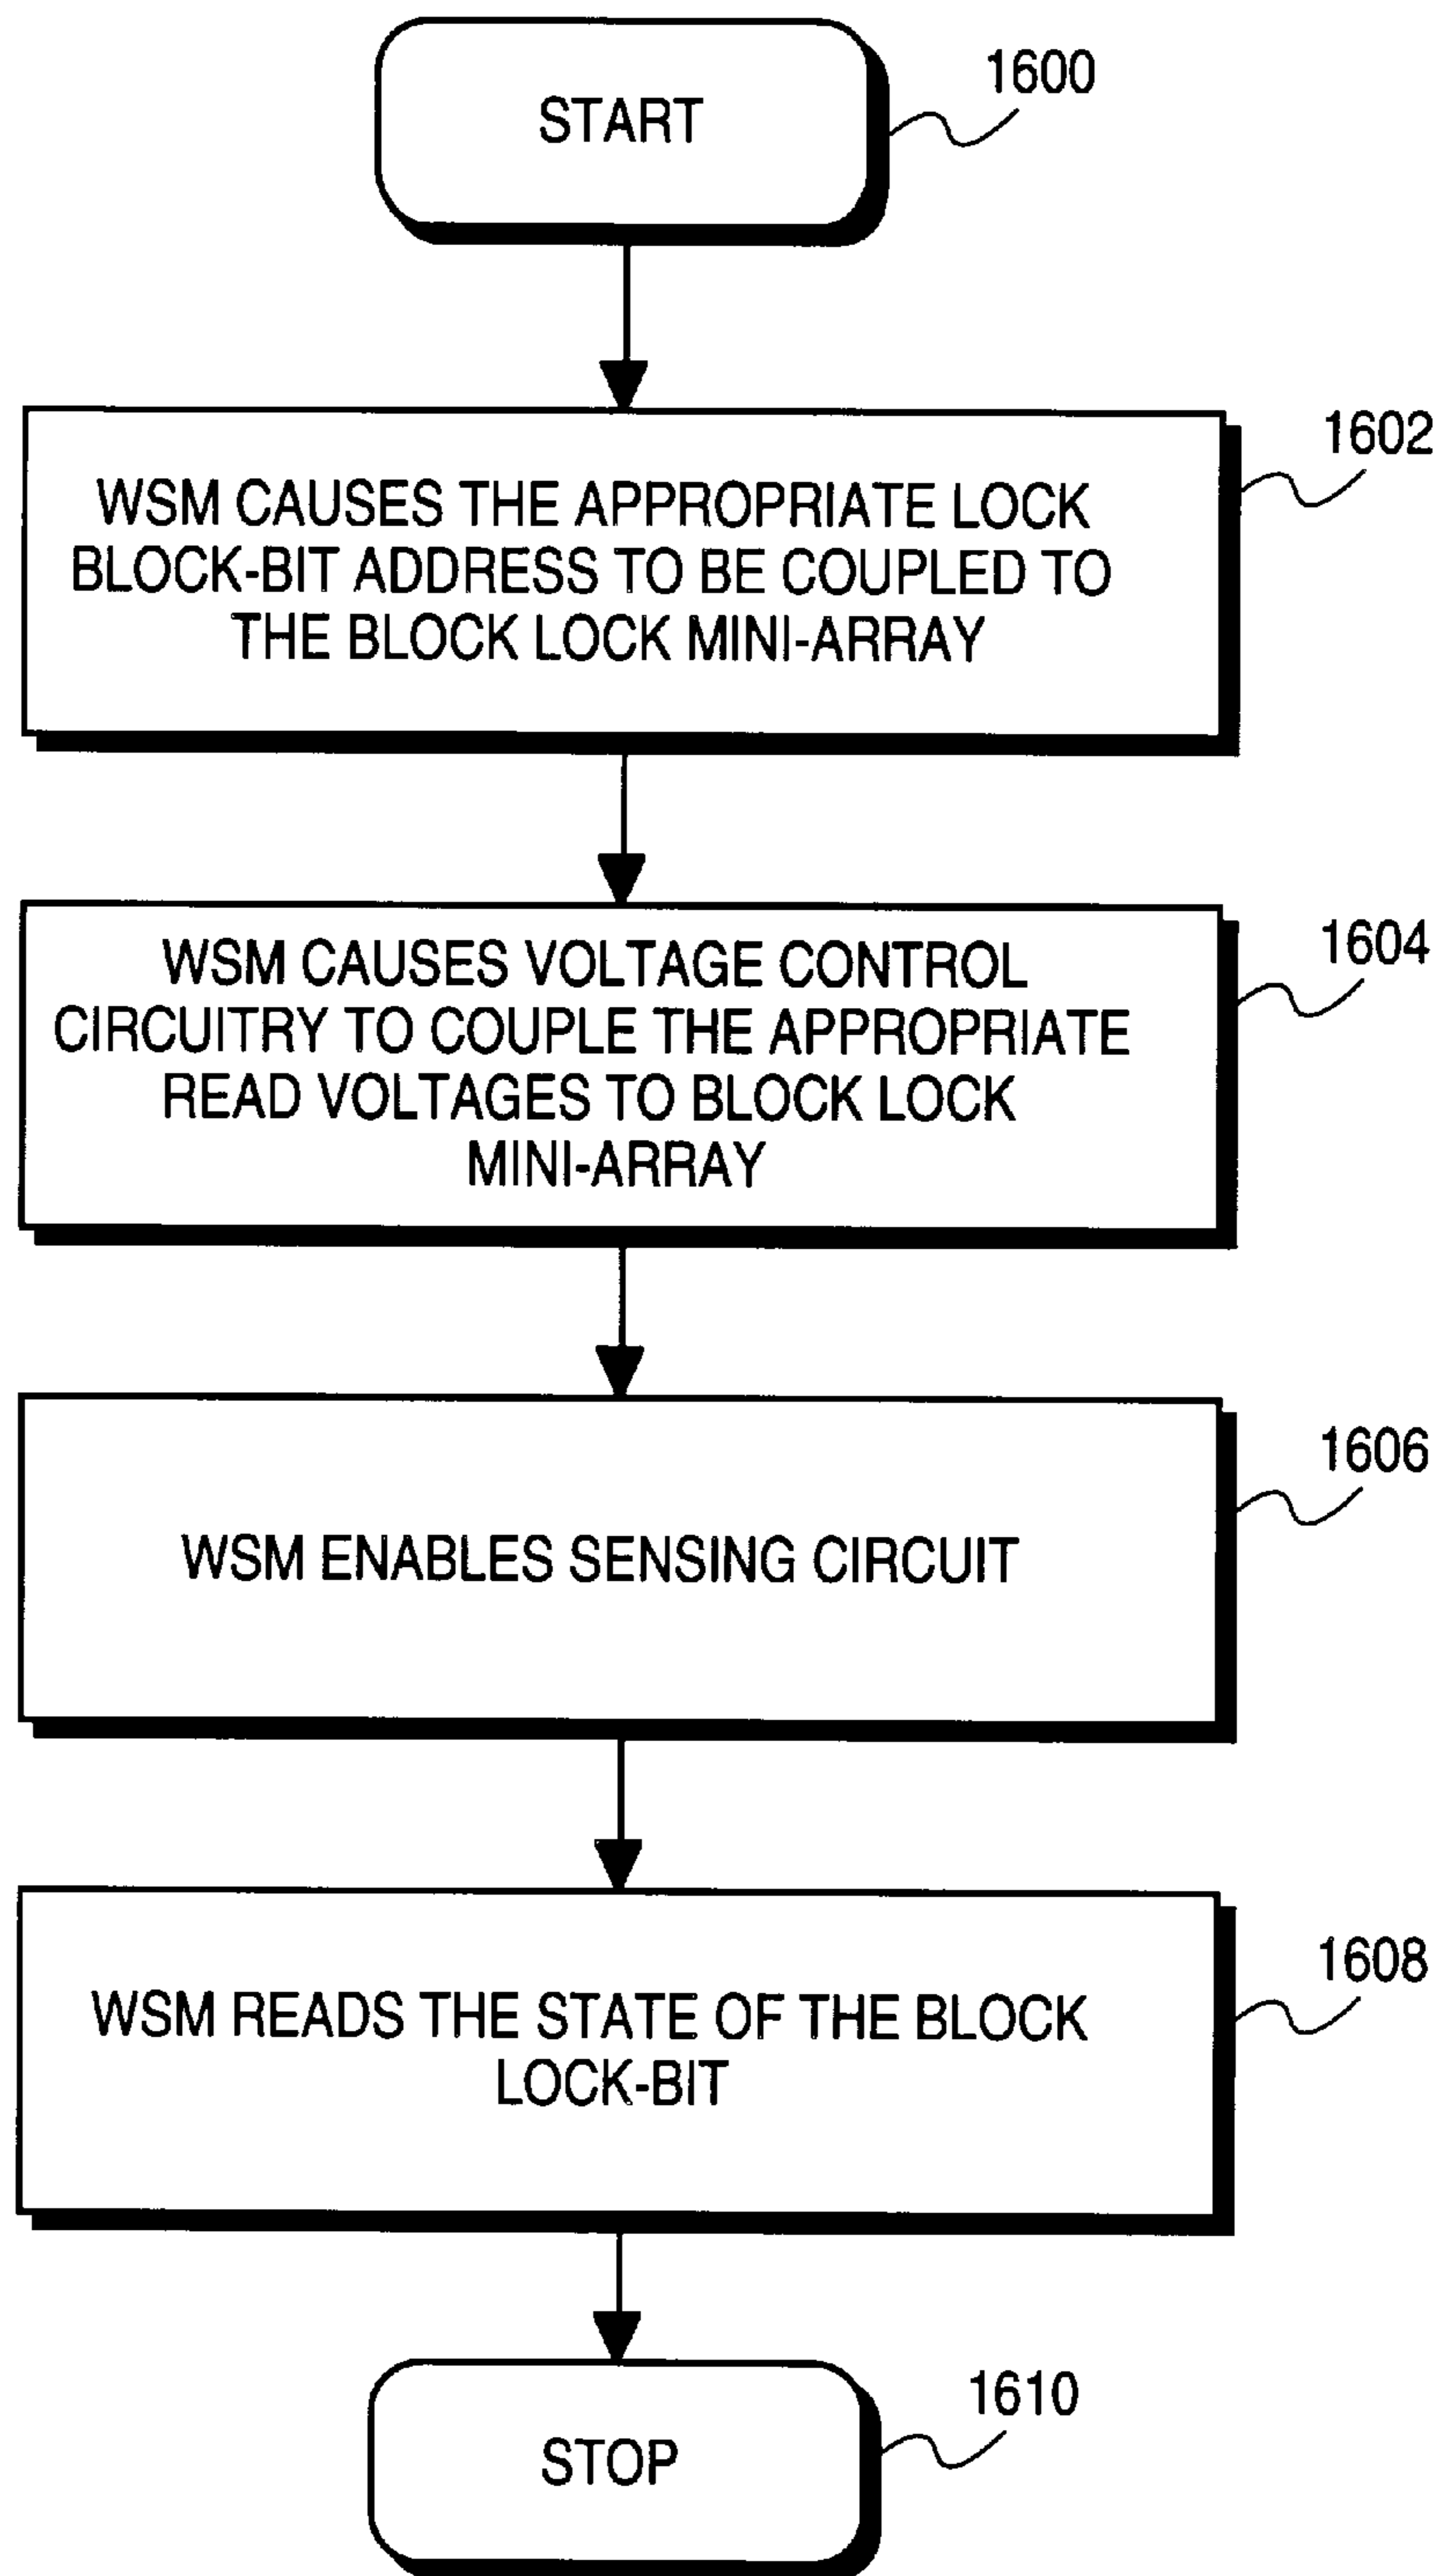 START
1600
1602
WSM CAUSES THE APPROPRIATE LOCK
BLOCK-BIT ADDRESS TO BE COUPLED TO
THE BLOCK LOCK MINI-ARRAY
1604
WSM CAUSES VOLTAGE CONTROL
CIRCUITRY TO COUPLE THE APPROPRIATE
READ VOLTAGES TO BLOCK LOCK
MINI-ARRAY
1606
WSM ENABLES SENSING CIRCUIT
1608
WSM READS THE STATE OF THE BLOCK
LOCK-BIT
1610
STOP